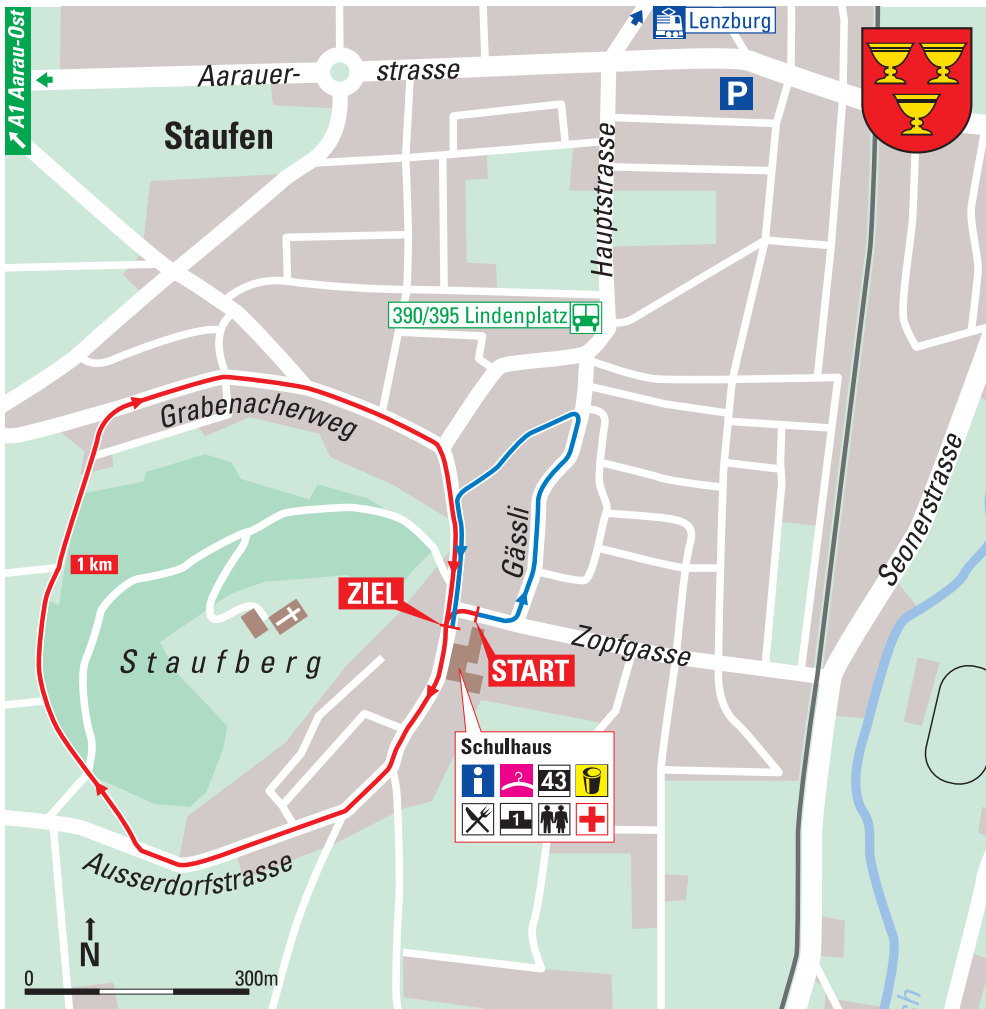 A1 Aarau-Ost
Lenzburg
Aarauer-
strasse
P
Staufen
Hauptstrasse
390/395 Lindenplatz
Grabenacherweg
Seonerstrasse
Gässli
1 km
ZIEL
Zopfgasse
Staufberg
START
Schulhaus
i
43
1
Ausserdorfstrasse
N
0
300m